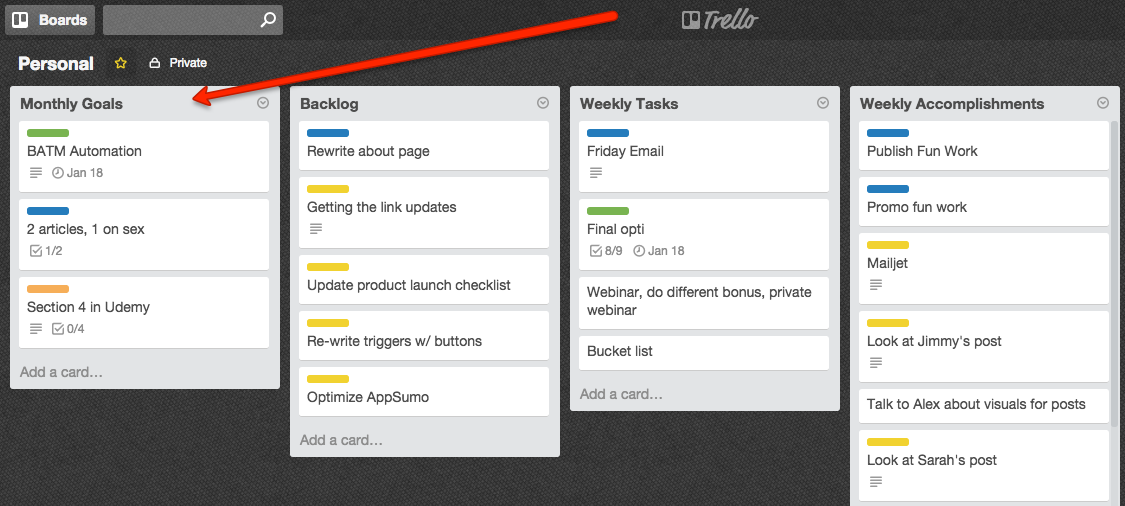 Boards
Trello
Personal
Private
Monthly Goals
BATM Automation
Jan 18
2 articles, 1 on sex
1/2
Section 4 in Udemy
0/4
Add a card…
Backlog
Rewrite about page
Getting the link updates
Update product launch checklist
Re-write triggers w/ buttons
Optimize AppSumo
Add a card…
Weekly Tasks
Friday Email
Final opti
8/9 Jan 18
Webinar, do different bonus, private
webinar
Bucket list
Add a card…
Weekly Accomplishments
Publish Fun Work
Promo fun work
Mailjet
Look at Jimmy's post
Talk to Alex about visuals for posts
Look at Sarah's post